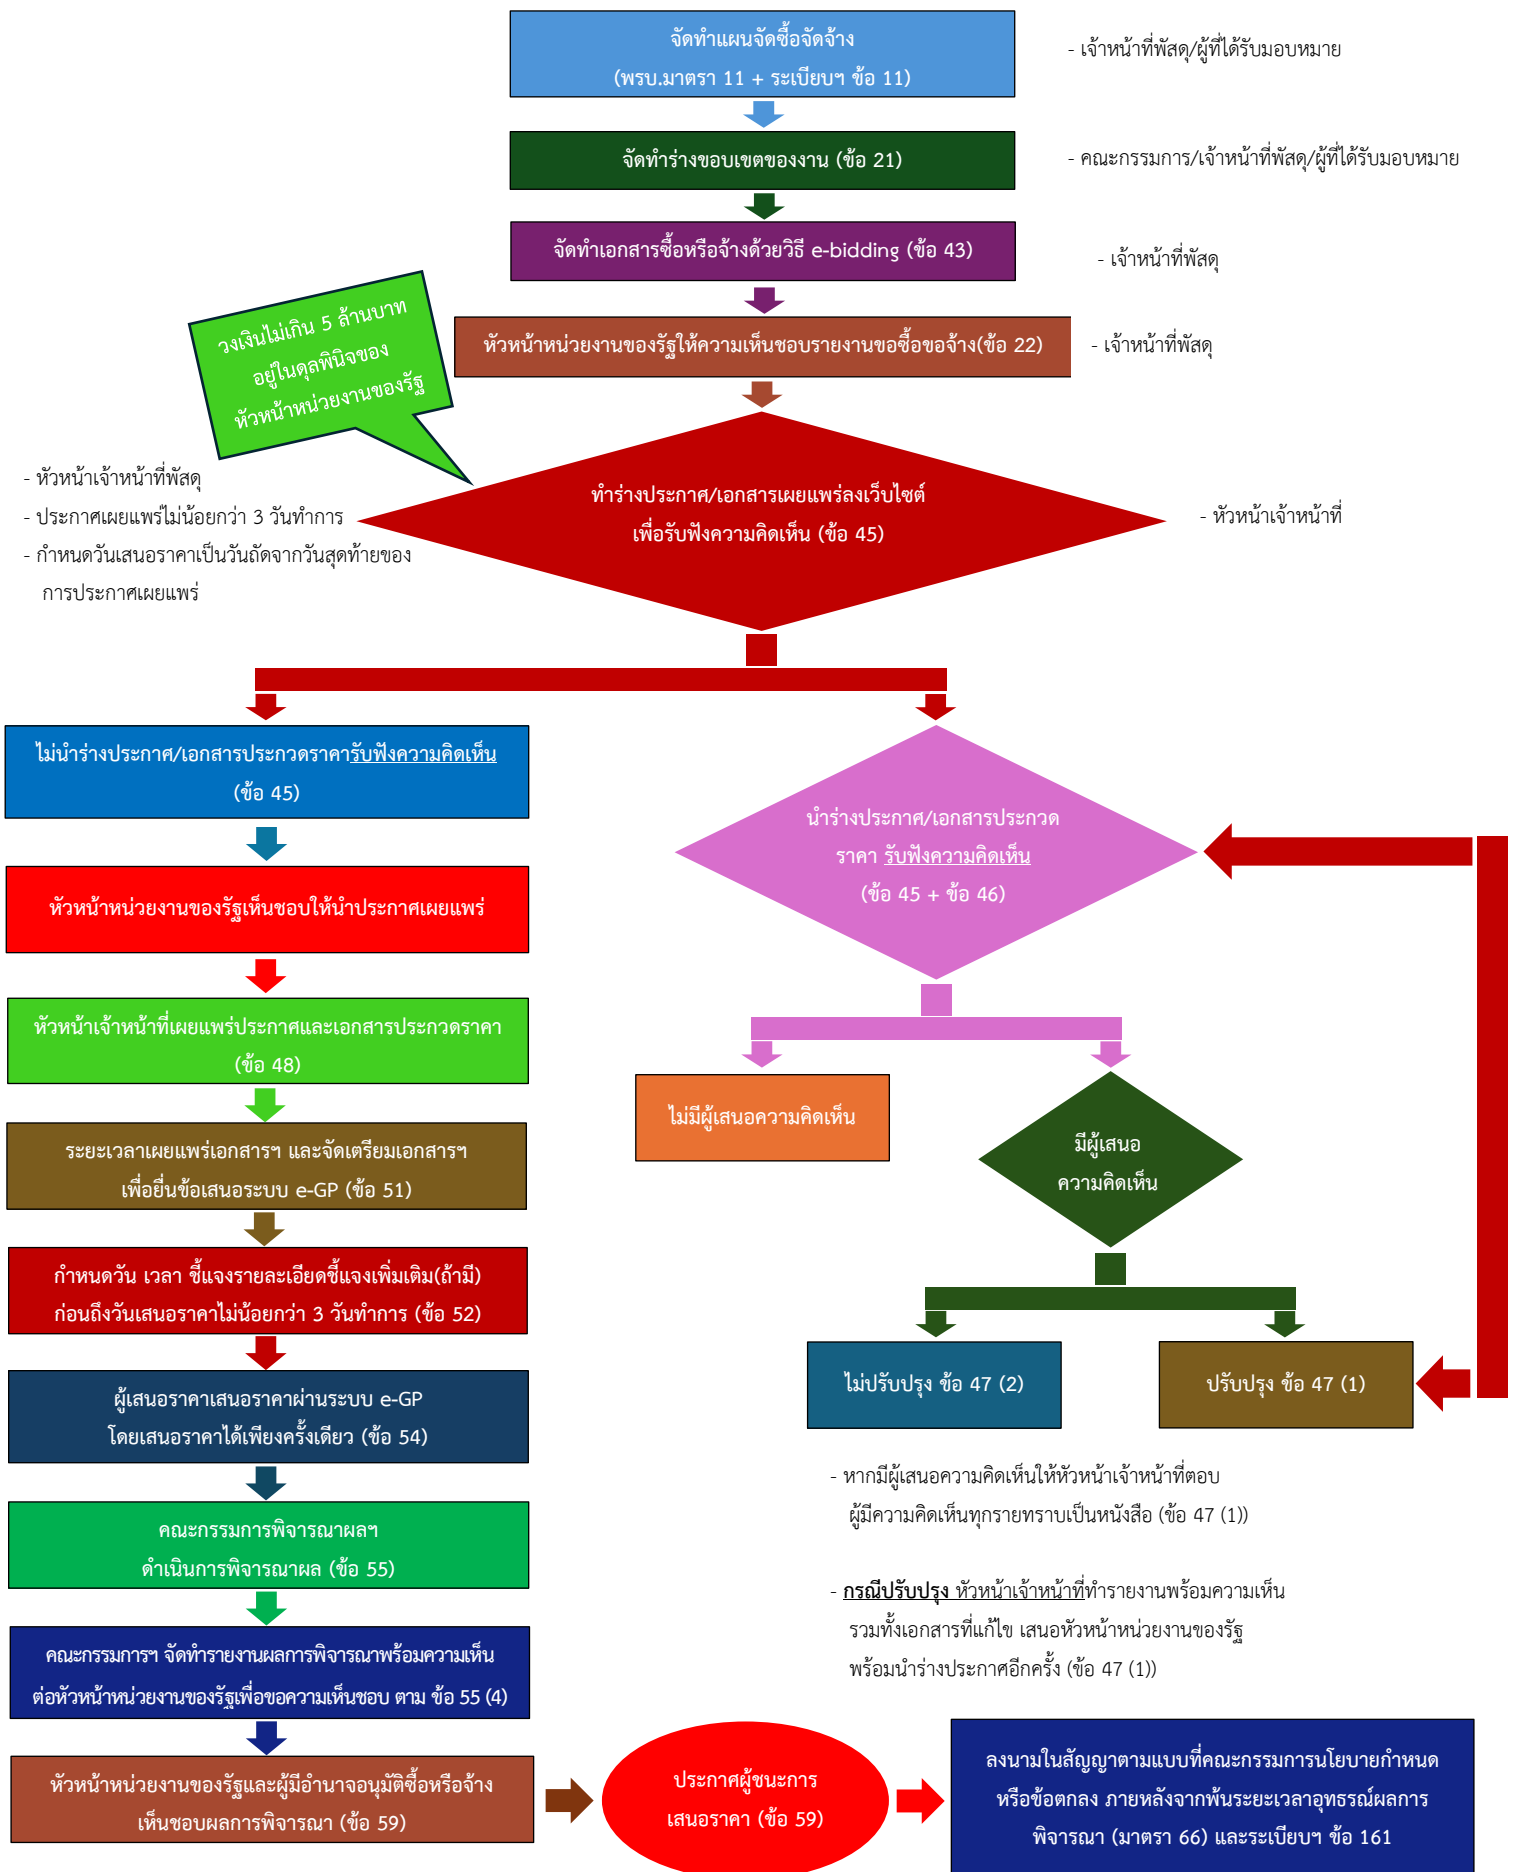 จัดทำแผนจัดซื้อจัดจ้าง
(พรบ.มาตรา 11 + ระเบียบฯ ข้อ 11)
- เจ้าหน้าที่พัสดุ/ผู้ที่ได้รับมอบหมาย
จัดทำร่างขอบเขตของงาน (ข้อ 21)
- คณะกรรมการ/เจ้าหน้าที่พัสดุ/ผู้ที่ได้รับมอบหมาย
จัดทำเอกสารซื้อหรือจ้างด้วยวิธี e-bidding (ข้อ 43)
- เจ้าหน้าที่พัสดุ
หัวหน้าหน่วยงานของรัฐให้ความเห็นชอบรายงานขอซื้อขอจ้าง(ข้อ 22)
- เจ้าหน้าที่พัสดุ
วงเงินไม่เกิน 5 ล้านบาท
อยู่ในดุลพินิจของ
หัวหน้าหน่วยงานของรัฐ
- หัวหน้าเจ้าหน้าที่พัสดุ
- ประกาศเผยแพร่ไม่น้อยกว่า 3 วันทำการ
- กำหนดวันเสนอราคาเป็นวันถัดจากวันสุดท้ายของ
การประกาศเผยแพร่
ทำร่างประกาศ/เอกสารเผยแพร่ลงเว็บไซต์
เพื่อรับฟังความคิดเห็น (ข้อ 45)
- หัวหน้าเจ้าหน้าที่
ไม่นำร่างประกาศ/เอกสารประกวดราคารับฟังความคิดเห็น
(ข้อ 45)
หัวหน้าหน่วยงานของรัฐเห็นชอบให้นำประกาศเผยแพร่
หัวหน้าเจ้าหน้าที่เผยแพร่ประกาศและเอกสารประกวดราคา
(ข้อ 48)
ระยะเวลาเผยแพร่เอกสารฯ และจัดเตรียมเอกสารฯ
เพื่อยื่นข้อเสนอระบบ e-GP (ข้อ 51)
กำหนดวัน เวลา ชี้แจงรายละเอียดชี้แจงเพิ่มเติม(ถ้ามี)
ก่อนถึงวันเสนอราคาไม่น้อยกว่า 3 วันทำการ (ข้อ 52)
ผู้เสนอราคาเสนอราคาผ่านระบบ e-GP
โดยเสนอราคาได้เพียงครั้งเดียว (ข้อ 54)
คณะกรรมการพิจารณาผลฯ
ดำเนินการพิจารณาผล (ข้อ 55)
คณะกรรมการฯ จัดทำรายงานผลการพิจารณาพร้อมความเห็น
ต่อหัวหน้าหน่วยงานของรัฐเพื่อขอความเห็นชอบ ตาม ข้อ 55 (4)
หัวหน้าหน่วยงานของรัฐและผู้มีอำนาจอนุมัติซื้อหรือจ้าง
เห็นชอบผลการพิจารณา (ข้อ 59)
นำร่างประกาศ/เอกสารประกวด
ราคา รับฟังความคิดเห็น
(ข้อ 45 + ข้อ 46)
ไม่มีผู้เสนอความคิดเห็น
มีผู้เสนอ
ความคิดเห็น
ไม่ปรับปรุง ข้อ 47 (2)
ปรับปรุง ข้อ 47 (1)
- หากมีผู้เสนอความคิดเห็นให้หัวหน้าเจ้าหน้าที่ตอบ
ผู้มีความคิดเห็นทุกรายทราบเป็นหนังสือ (ข้อ 47 (1))
- กรณีปรับปรุง หัวหน้าเจ้าหน้าที่ทำรายงานพร้อมความเห็น
รวมทั้งเอกสารที่แก้ไข เสนอหัวหน้าหน่วยงานของรัฐ
พร้อมนำร่างประกาศอีกครั้ง (ข้อ 47 (1))
ประกาศผู้ชนะการ
เสนอราคา (ข้อ 59)
ลงนามในสัญญาตามแบบที่คณะกรรมการนโยบายกำหนด
หรือข้อตกลง ภายหลังจากพ้นระยะเวลาอุทธรณ์ผลการ
พิจารณา (มาตรา 66) และระเบียบฯ ข้อ 161